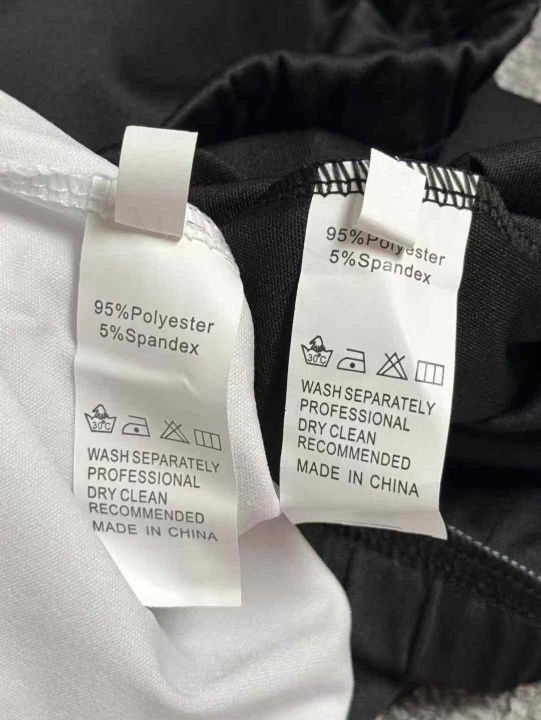 95%Polyester
5%Spandex
30°C
WASH SEPARATELY
PROFESSIONAL
DRY CLEAN
RECOMMENDED
MADE IN CHINA
95%Polyester
5%Spandex
30°C
WASH SEPARATELY
PROFESSIONAL
DRY CLEAN
RECOMMENDED
MADE IN CHINA